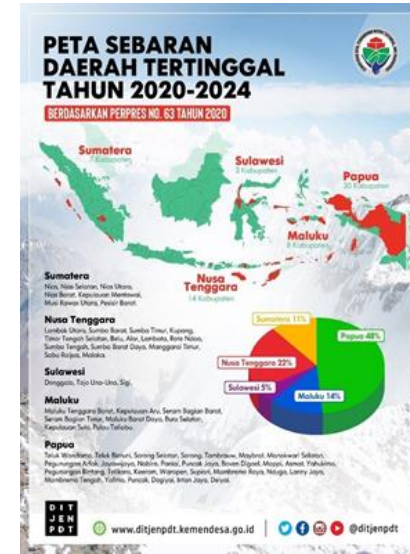 PETA SEBARAN
DAERAH TERTINGGAL
TAHUN 2020-2024
BERDASARKAN PERPRES NO. 63 TAHUN 2020
Sumatera
7 Kabupaten
Sulawesi
3 Kabupaten
Papua
30 Kabupaten
Maluku
8 Kabupaten
Nusa
Tenggara
14 Kabupaten
Sumatera
Nias, Nias Selatan, Nias Utara,
Nias Barat, Kepulauan Mentawai,
Musi Rawas Utara, Pesisir Barat.
Nusa Tenggara
Lombok Utara, Sumba Barat, Sumba Timur, Kupang,
Timor Tengah Selatan, Belu, Alor, Lembata, Rote Ndao,
Sumba Tengah, Sumba Barat Daya, Manggarai Timur,
Sabu Raijua, Malaka.
Sulawesi
Donggala, Tojo Una-Una, Sigi.
Maluku
Maluku Tenggara Barat, Kepulauan Aru, Seram Bagian Barat,
Seram Bagian Timur, Maluku Barat Daya, Buru Selatan,
Kepulauan Sula, Pulau Taliabu.
Papua
Teluk Wondama, Teluk Bintuni, Sorong Selatan, Sorong, Tambrauw, Maybrat, Manokwari Selatan,
Pegunungan Arfak, Jayawijaya, Nabire, Paniai, Puncak Jaya, Boven Digoel, Mappi, Asmat, Yahukimo,
Pegunungan Bintang, Tolikara, Keerom, Waropen, Supiori, Mamberamo Raya, Nduga, Lanny Jaya,
Mamberamo Tengah, Yalimo, Puncak, Dogiyai, Intan Jaya, Deiyai.
Sumatera 11%
Papua 48%
Nusa Tenggara 22%
Sulawesi 5%
Maluku 14%
DIT
JEN
PDT
www.ditjenpdt.kemendesa.go.id
@ditjenpdt